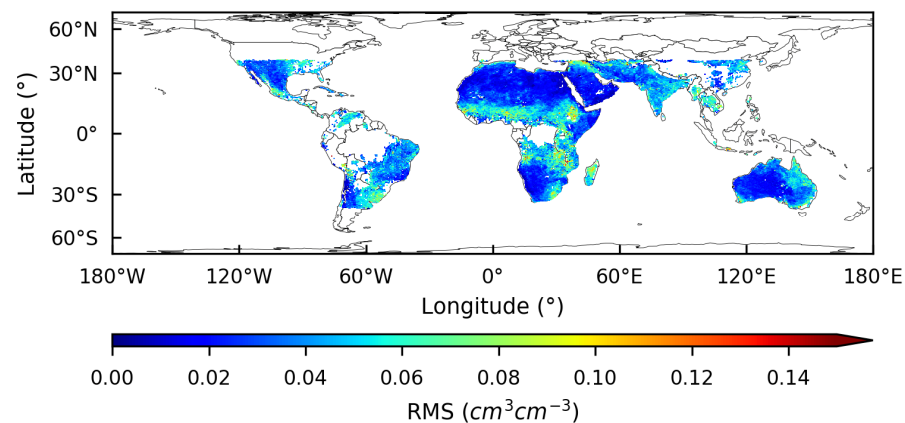 60°N
30°N
0°
30°S
60°S
Latitude (°)
180°W 120°W 60°W 0° 60°E 120°E 180°E
Longitude (°)
0.00 0.02 0.04 0.06 0.08 0.10 0.12 0.14
RMS (cm³cm⁻³)